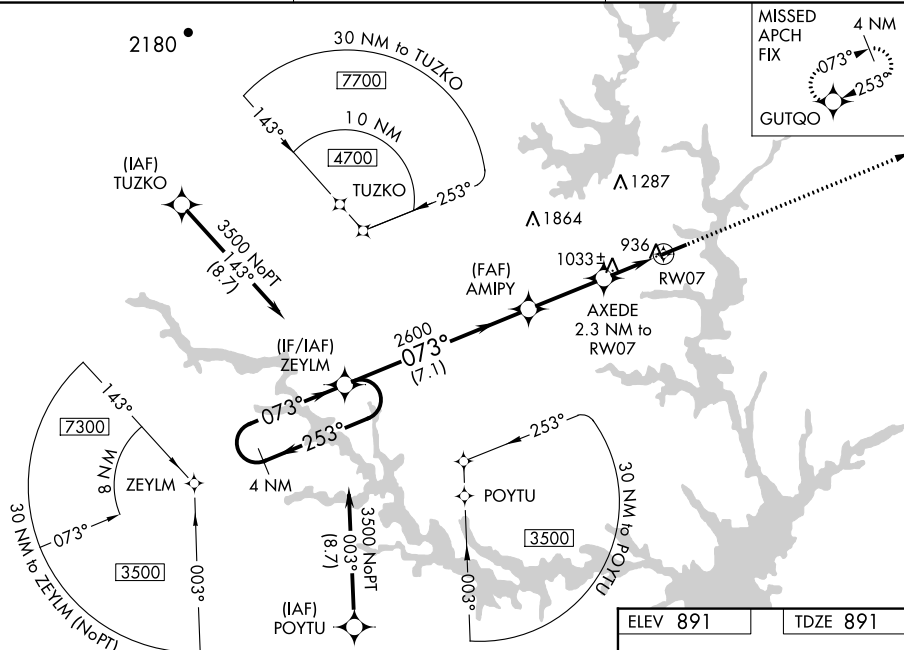 2180
30 NM to TUZKO
7700
143°
10 NM
4700
TUZKO
253°
MISSED
APCH
FIX
4 NM
073°
253°
GUTQO
(IAF)
TUZKO
3500 NoPT
143°
(8.7)
1287
1864
936
1033±
RW07
(FAF)
AMIPY
AXEDE
2.3 NM to
RW07
(IF/IAF)
ZEYLM
2600
073°
(7.1)
073°
253°
4 NM
143°
7300
8 NM
ZEYLM
073°
3500
003°
30 NM to ZEYLM (NoPT)
3500 NoPT
003°
(8.7)
(IAF)
POYTU
253°
POYTU
3500
003°
30 NM to POYTU
ELEV 891
TDZE 891